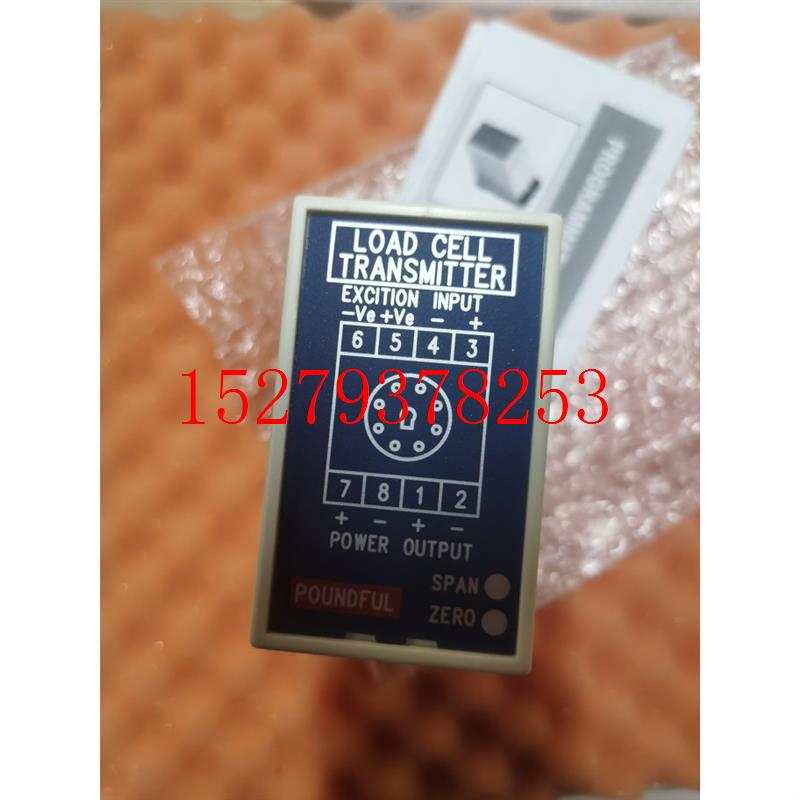 PROGRAMM
LOAD CELL
TRANSMITTER
EXCITION INPUT
-Ve +Ve - +
6 5 4 3
15279378253
7 8 1 2
+ - + -
POWER OUTPUT
SPAN
POUNDFUL
ZERO